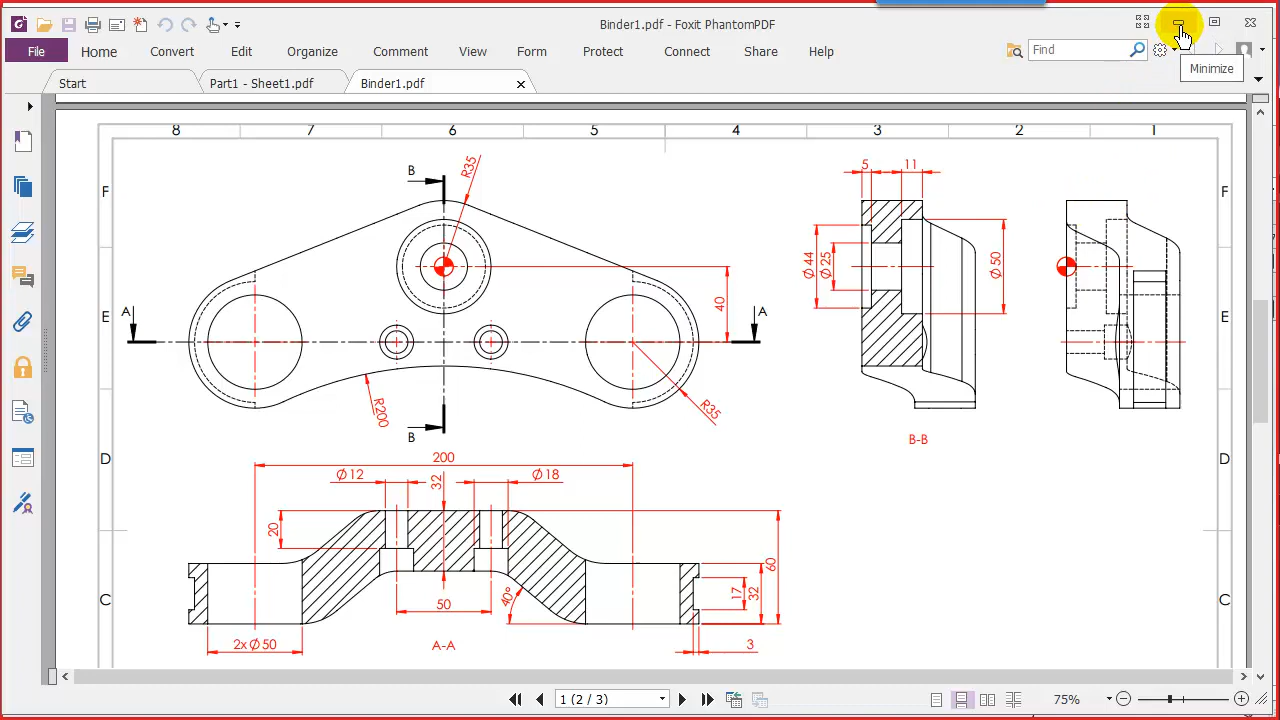 Binder1.pdf - Foxit PhantomPDF
File Home Convert Edit Organize Comment View Form Protect Connect Share Help Find
Minimize
Start Part1 - Sheet1.pdf Binder1.pdf ×
8 7 6 5 4 3 2 1
F F
E E
D D
C C
B
R35
A A
40
R200
R35
B
5 11
Ø44
Ø25
Ø50
B-B
200
Ø12 32 Ø18
20
60
50
40°
17
32
2xØ50 A-A 3
1 (2 / 3)
75%